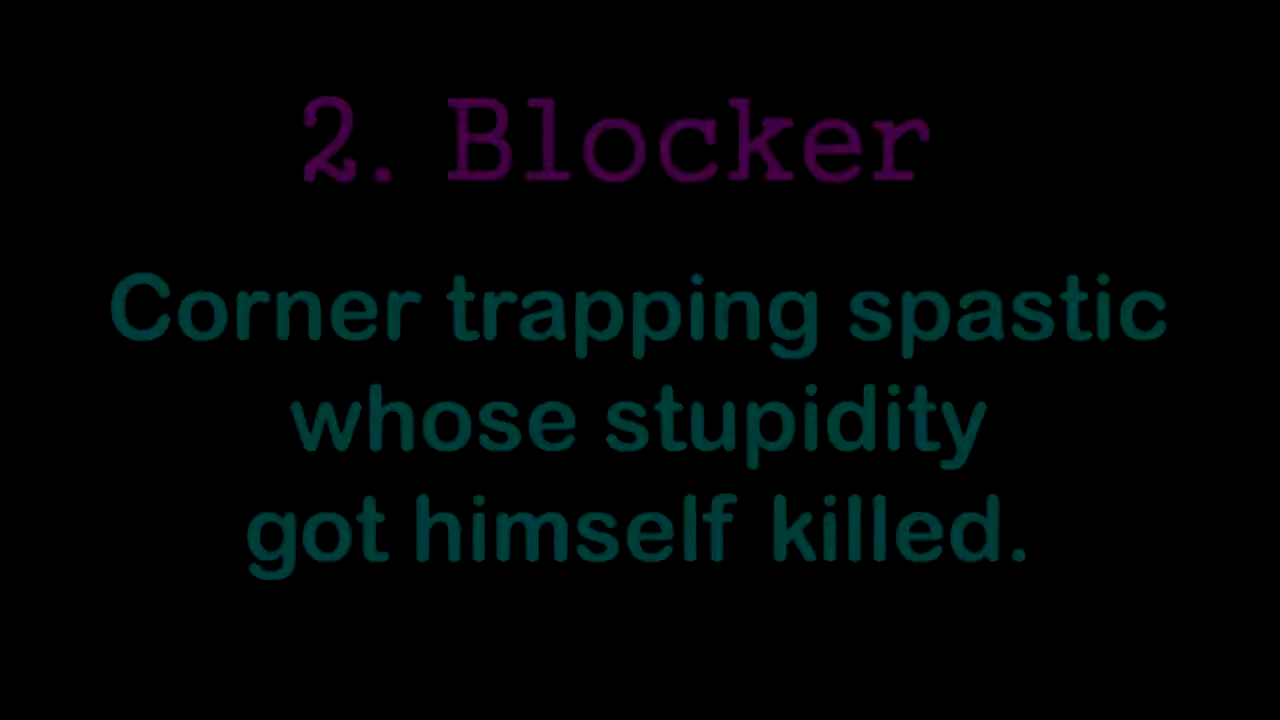 2. Blocker
Corner trapping spastic
whose stupidity
got himself killed.